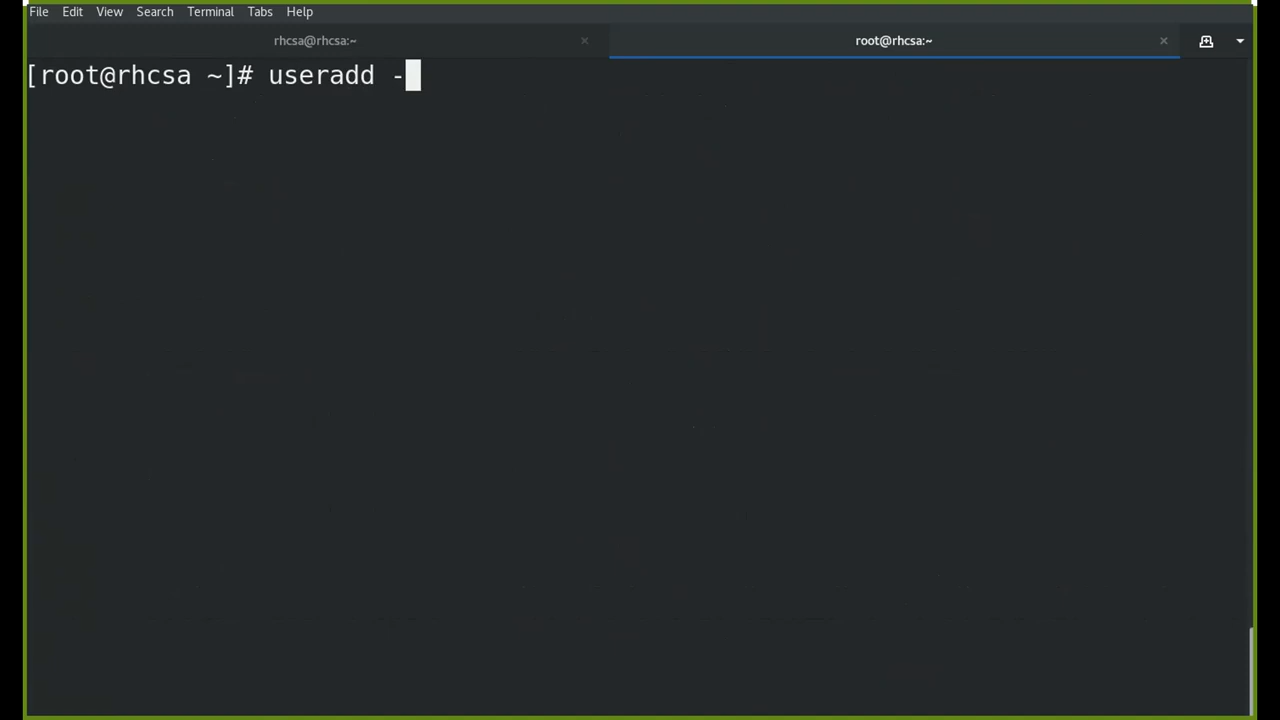 File Edit View Search Terminal Tabs Help
rhcsa@rhcsa:~ × root@rhcsa:~ ×
[root@rhcsa ~]# useradd -